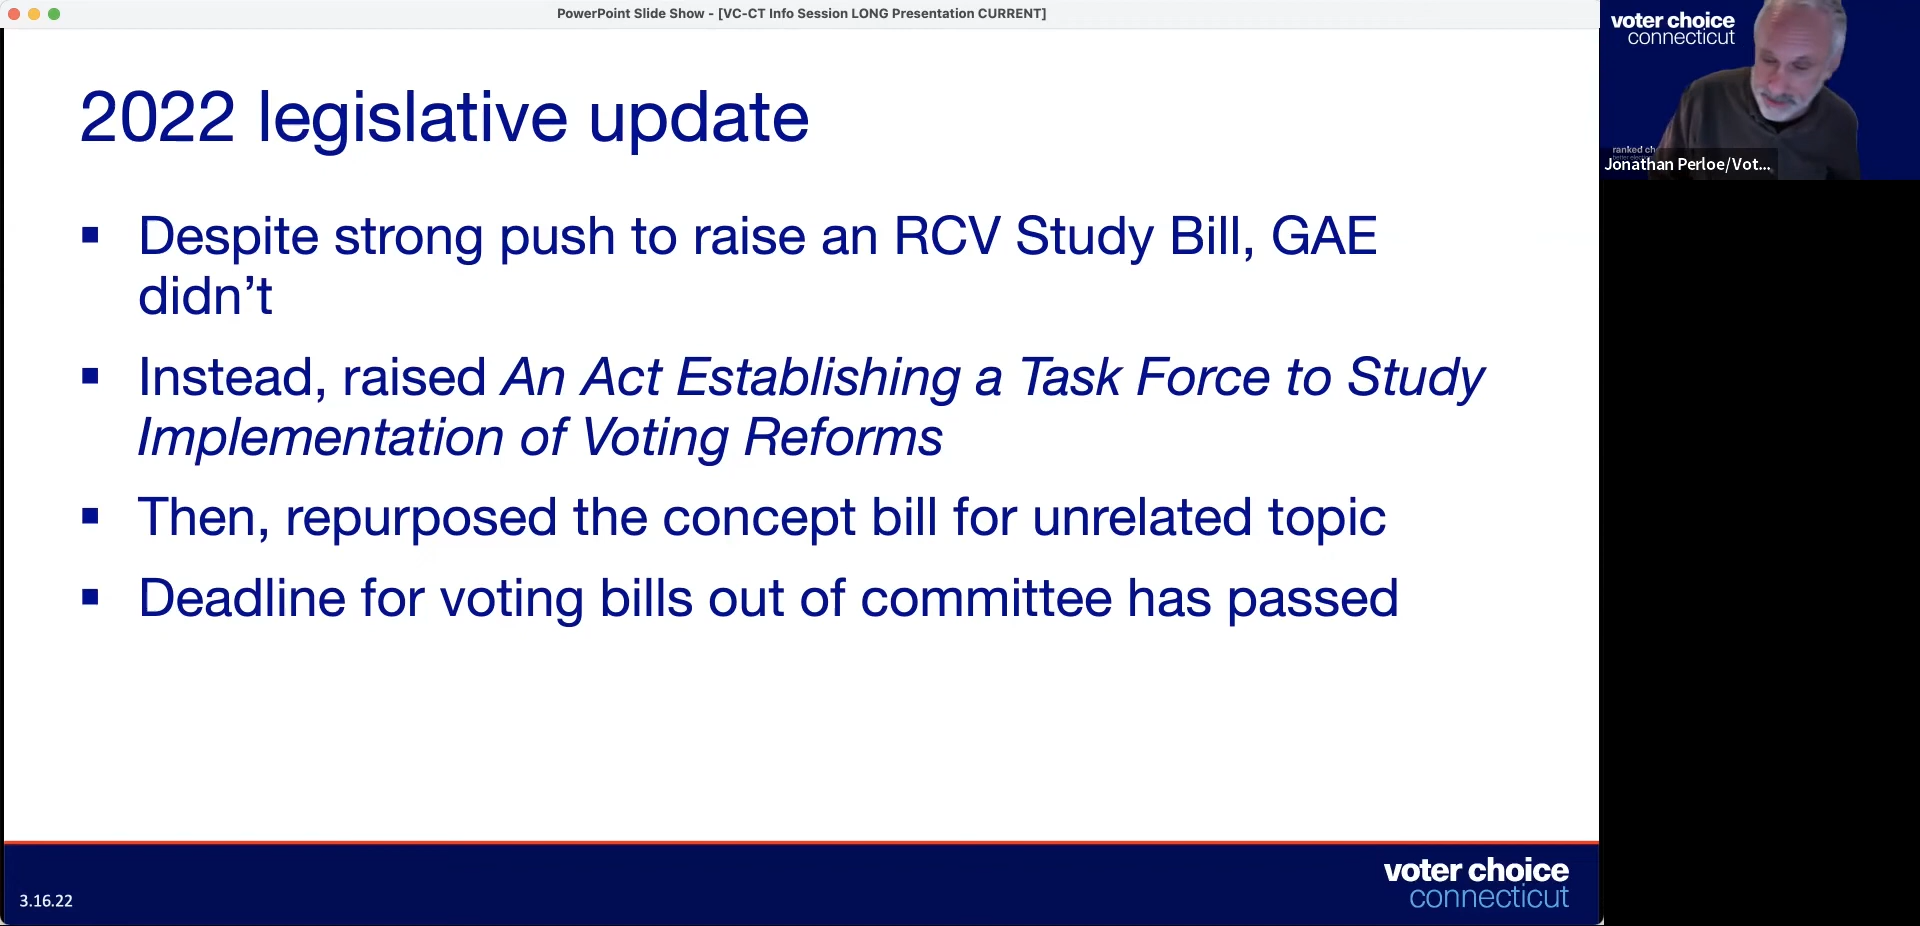 PowerPoint Slide Show - [VC-CT Info Session LONG Presentation CURRENT]
2022 legislative update
▪ Despite strong push to raise an RCV Study Bill, GAE
didn’t
▪ Instead, raised An Act Establishing a Task Force to Study
Implementation of Voting Reforms
▪ Then, repurposed the concept bill for unrelated topic
▪ Deadline for voting bills out of committee has passed
3.16.22
voter choice
connecticut
voter choice
connecticut
ranked ch
Jonathan Perloe/Vot...